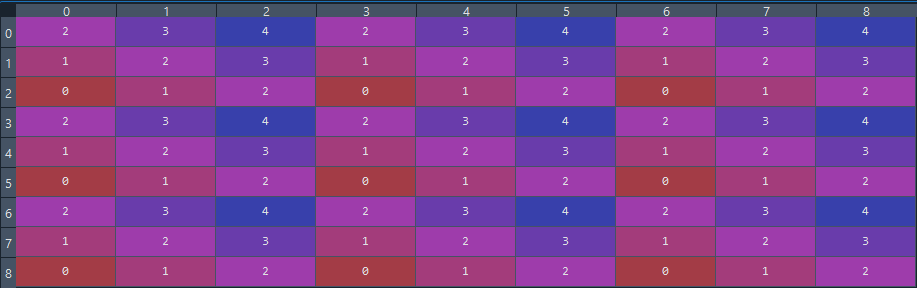 0 1 2 3 4 5 6 7 8
0 2 3 4 2 3 4 2 3 4
1 1 2 3 1 2 3 1 2 3
2 0 1 2 0 1 2 0 1 2
3 2 3 4 2 3 4 2 3 4
4 1 2 3 1 2 3 1 2 3
5 0 1 2 0 1 2 0 1 2
6 2 3 4 2 3 4 2 3 4
7 1 2 3 1 2 3 1 2 3
8 0 1 2 0 1 2 0 1 2